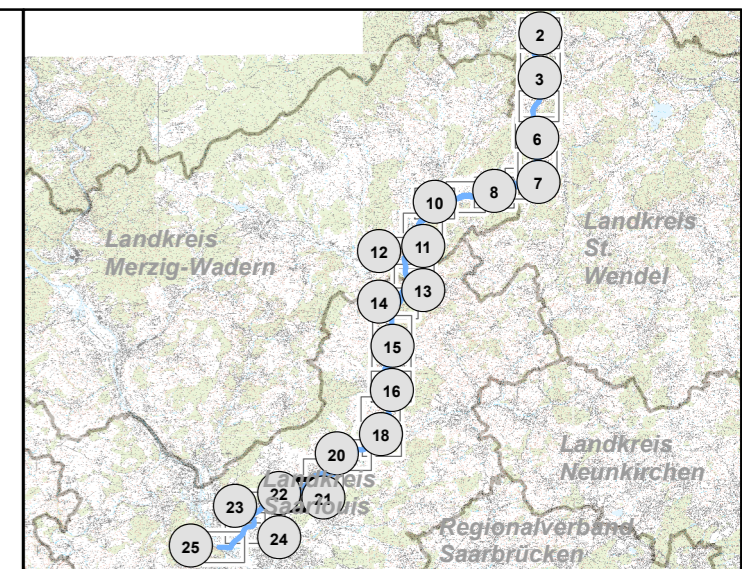 2
3
6
7
8
10
Landkreis
St.
Wendel
Landkreis
Merzig-Wadern
11
12
13
14
15
16
18
Landkreis
Neunkirchen
20
Landkreis
Saarlouis
22
21
23
Regionalverband
Saarbrücken
24
25